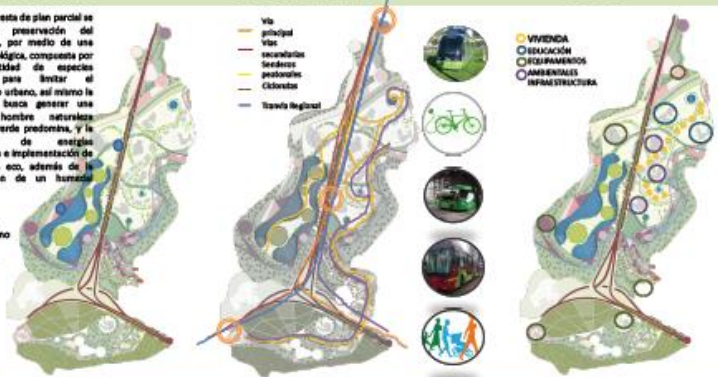 esta de plan parcial se
preservación del
, por medio de una
ológica, compuesta por
tidad de especies
para limitar el
o urbano, así mismo la
busca generar una
hombre naturaleza
verde predomina, y la
de energías
e implementación de
eco, además de la
n de un humedal
mo
Vía
principal
Vías
secundarias
Senderos
peatonales
Ciclorutas
Tranvía Regional
VIVIENDA
EDUCACIÓN
EQUIPAMENTOS
AMBIENTALES
INFRAESTRUCTURA